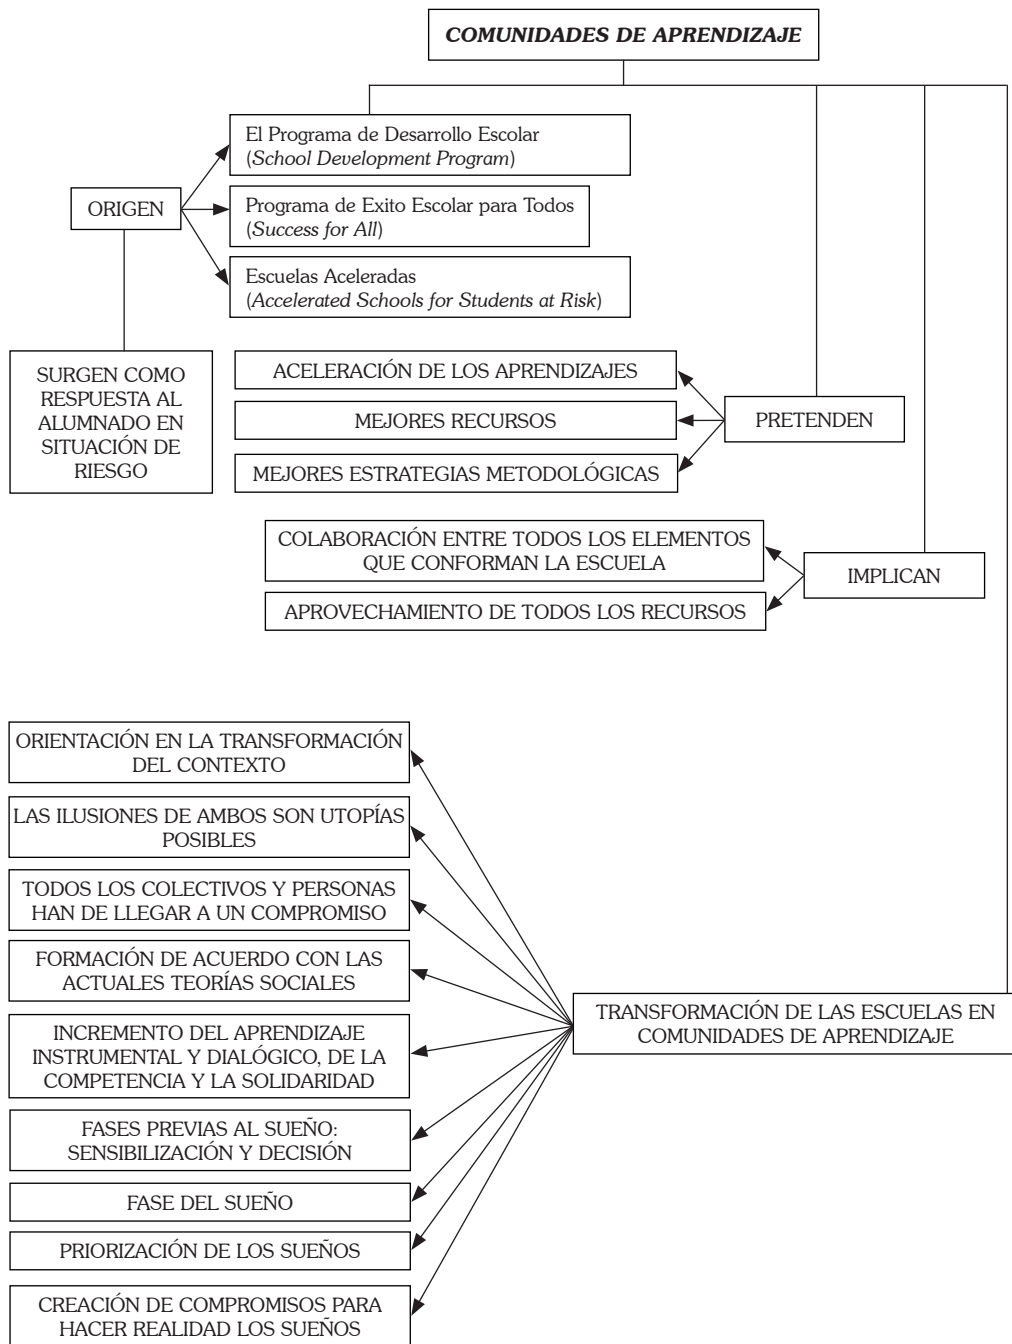 COMUNIDADES DE APRENDIZAJE
El Programa de Desarrollo Escolar
(School Development Program)
ORIGEN
Programa de Exito Escolar para Todos
(Success for All)
Escuelas Aceleradas
(Accelerated Schools for Students at Risk)
SURGEN COMO
RESPUESTA AL
ALUMNADO EN
SITUACIÓN DE
RIESGO
ACELERACIÓN DE LOS APRENDIZAJES
MEJORES RECURSOS
MEJORES ESTRATEGIAS METODOLÓGICAS
PRETENDEN
COLABORACIÓN ENTRE TODOS LOS ELEMENTOS
QUE CONFORMAN LA ESCUELA
APROVECHAMIENTO DE TODOS LOS RECURSOS
IMPLICAN
ORIENTACIÓN EN LA TRANSFORMACIÓN
DEL CONTEXTO
LAS ILUSIONES DE AMBOS SON UTOPÍAS
POSIBLES
TODOS LOS COLECTIVOS Y PERSONAS
HAN DE LLEGAR A UN COMPROMISO
FORMACIÓN DE ACUERDO CON LAS
ACTUALES TEORÍAS SOCIALES
INCREMENTO DEL APRENDIZAJE
INSTRUMENTAL Y DIALÓGICO, DE LA
COMPETENCIA Y LA SOLIDARIDAD
FASES PREVIAS AL SUEÑO:
SENSIBILIZACIÓN Y DECISIÓN
FASE DEL SUEÑO
PRIORIZACIÓN DE LOS SUEÑOS
CREACIÓN DE COMPROMISOS PARA
HACER REALIDAD LOS SUEÑOS
TRANSFORMACIÓN DE LAS ESCUELAS EN
COMUNIDADES DE APRENDIZAJE